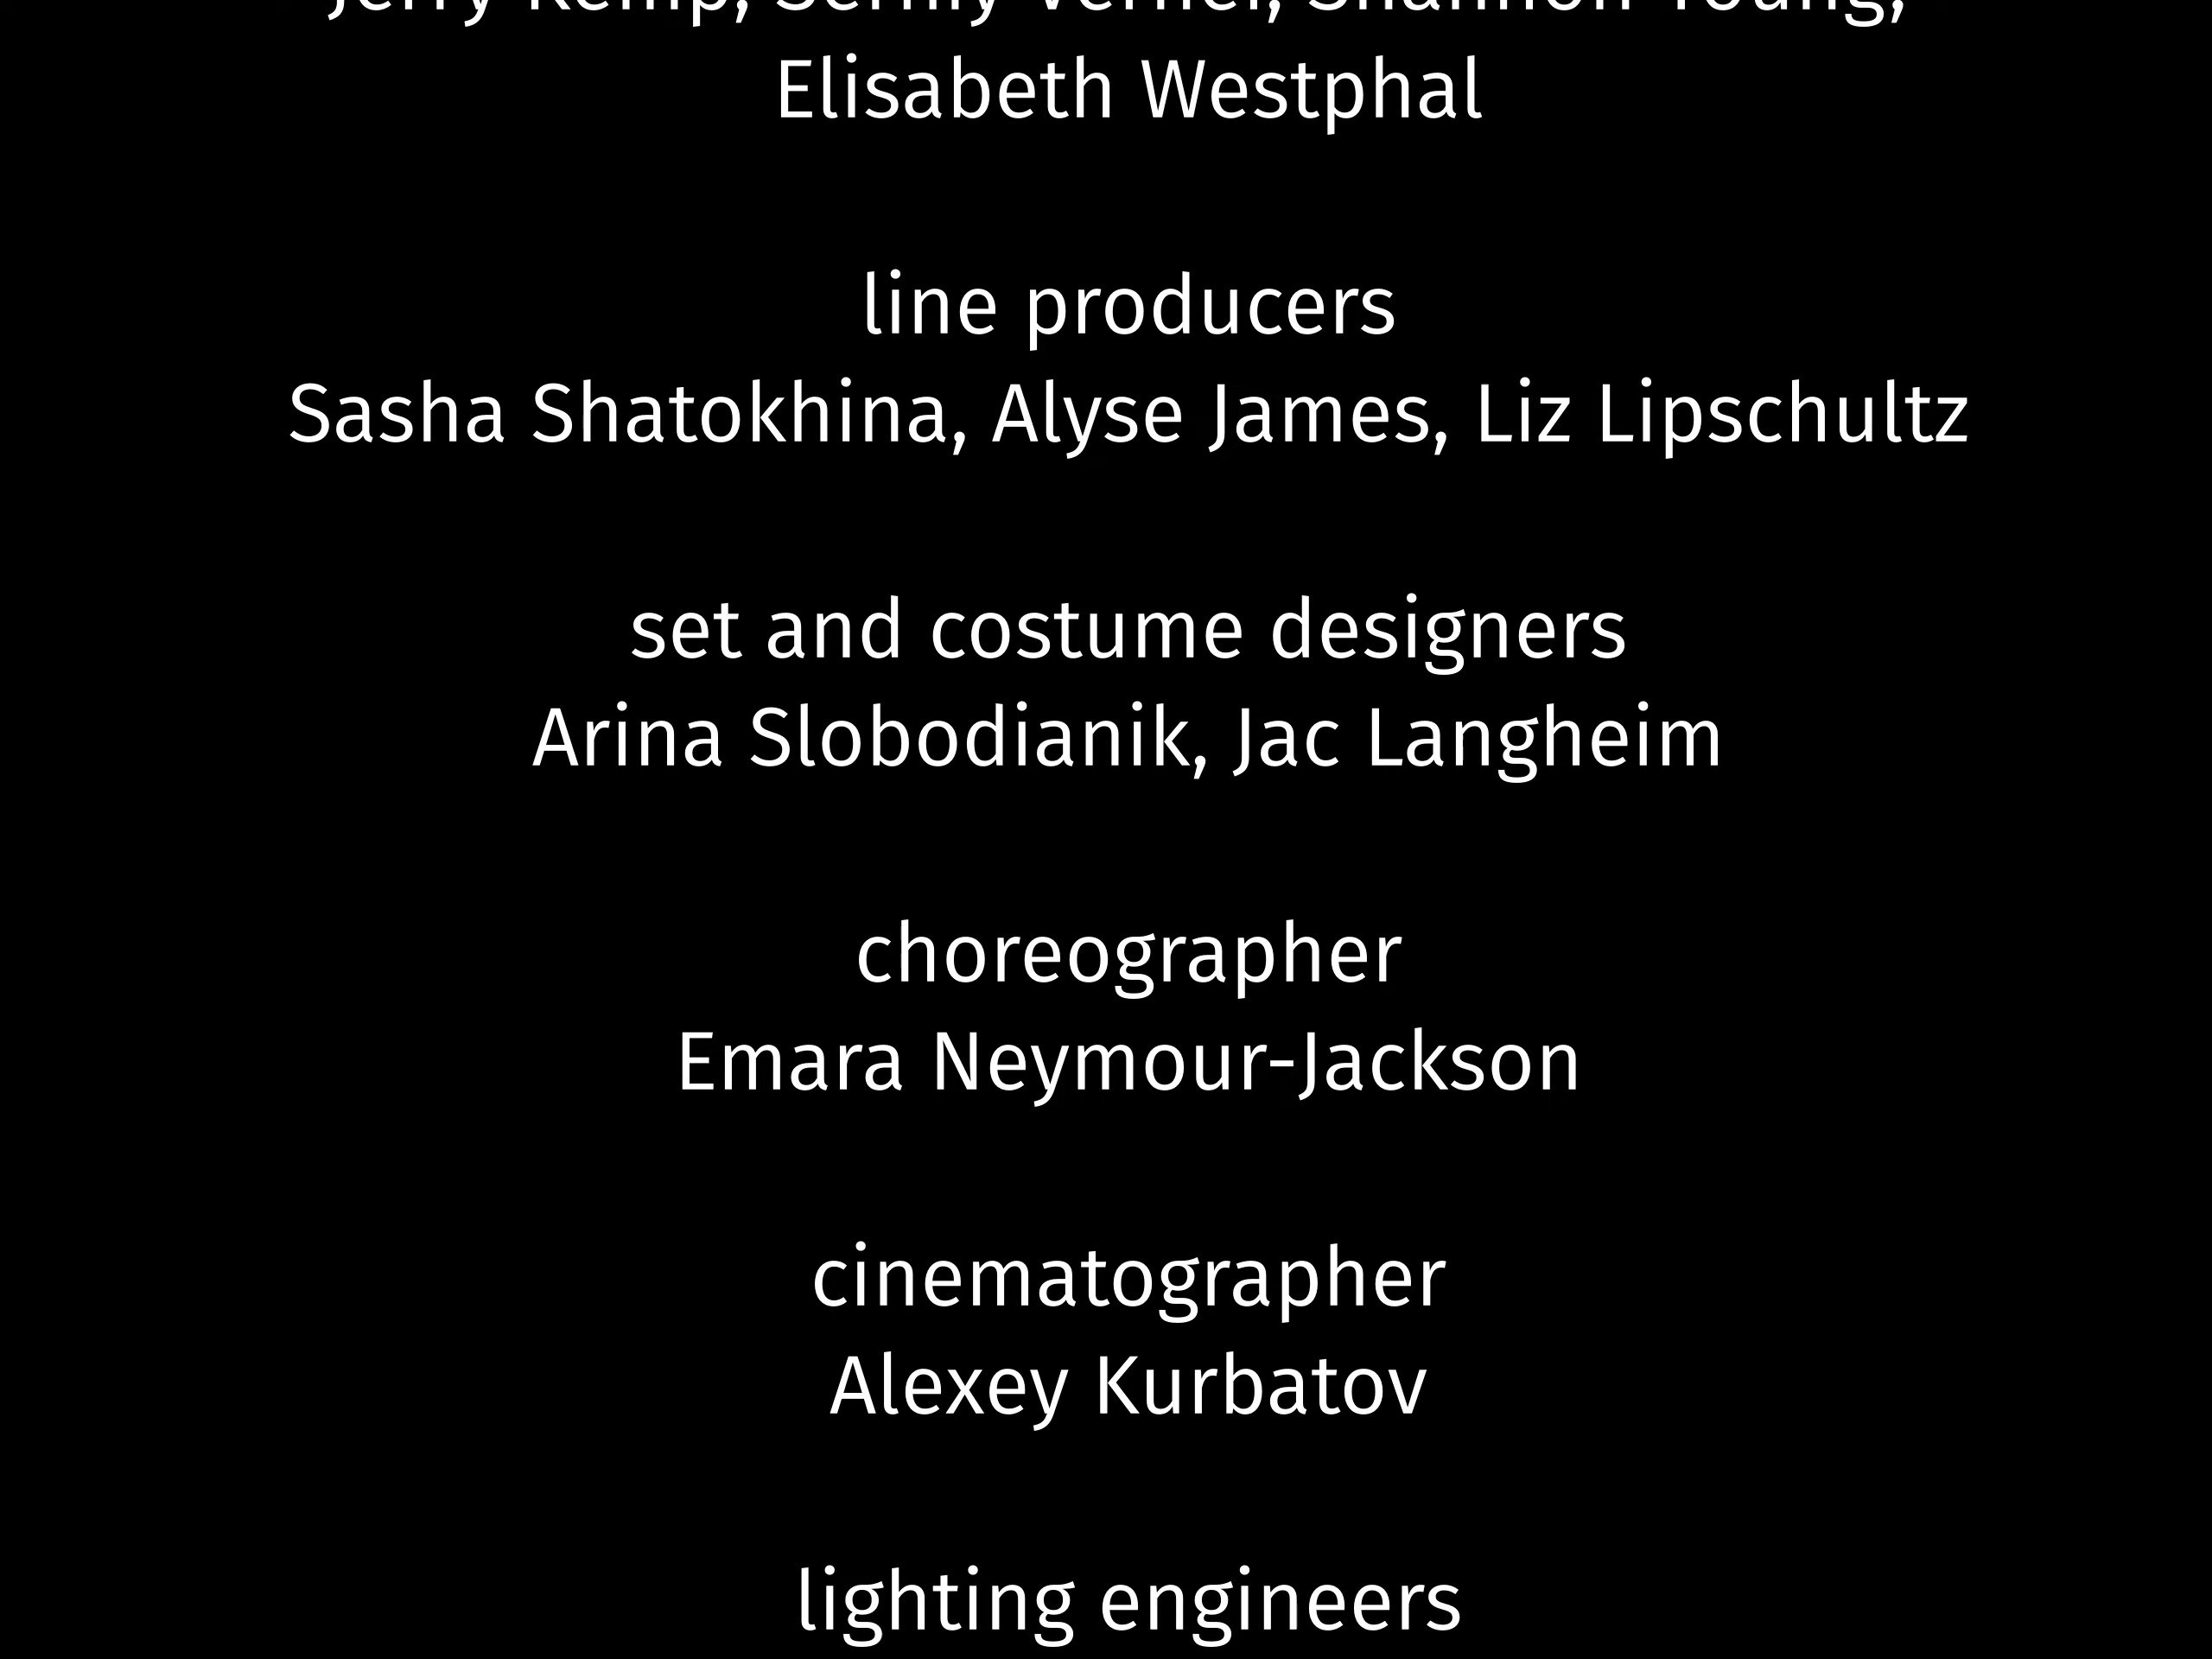 Elisabeth Westphal
line producers
Sasha Shatokhina, Alyse James, Liz Lipschultz
set and costume designers
Arina Slobodianik, Jac Langheim
choreographer
Emara Neymour-Jackson
cinematographer
Alexey Kurbatov
lighting engineers